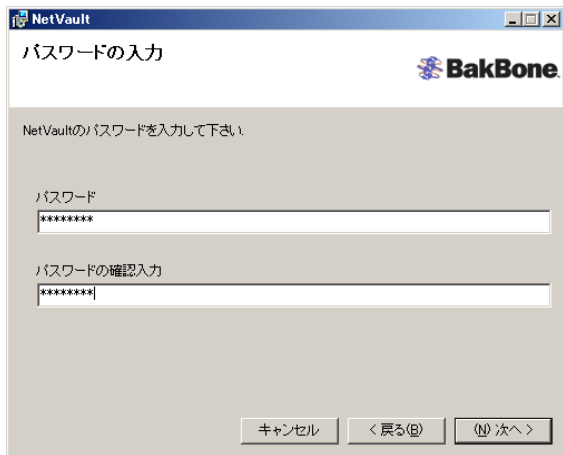 NetVault
パスワードの入力
BakBone
NetVaultのパスワードを入力して下さい.
パスワード
********
パスワードの確認入力
********
キャンセル
< 戻る(B)
(N) 次へ >